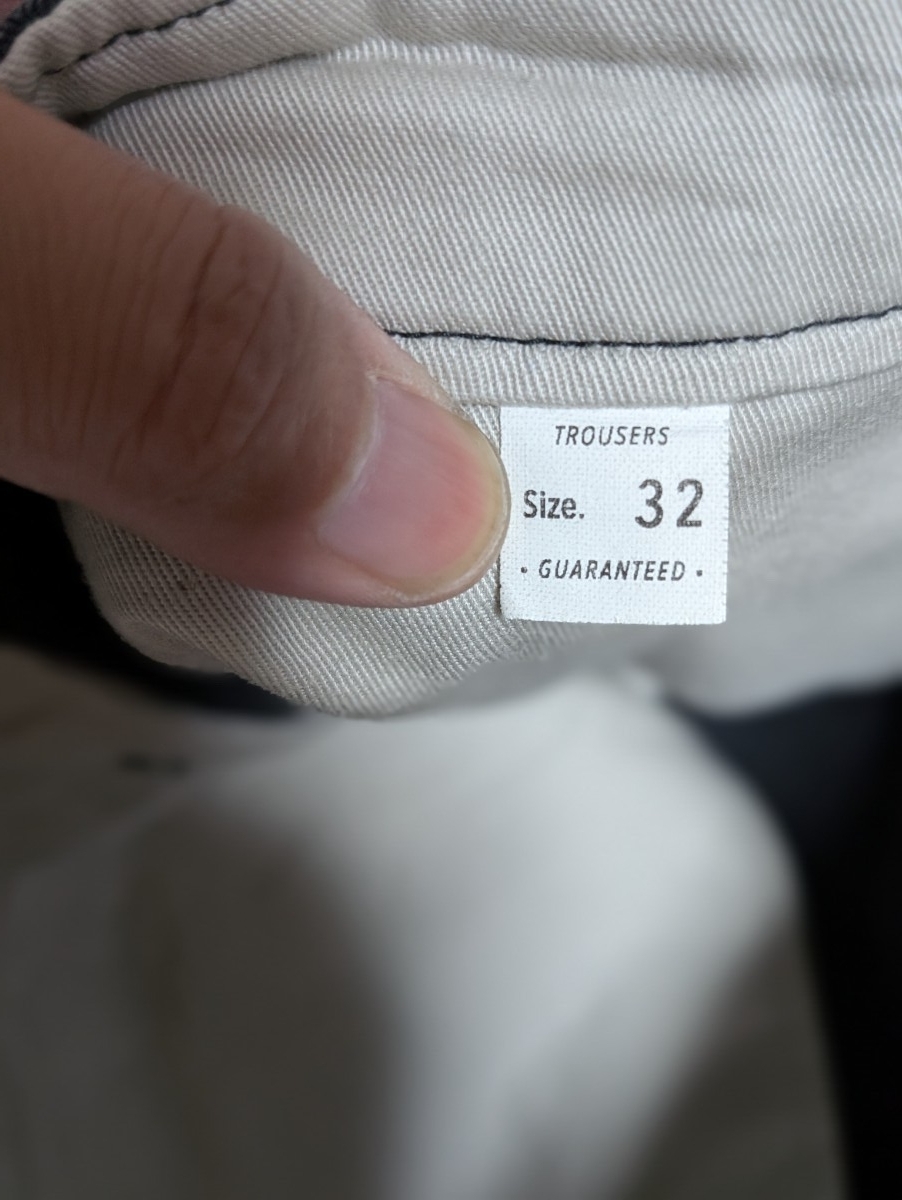 TROUSERS
Size. 32
• GUARANTEED •